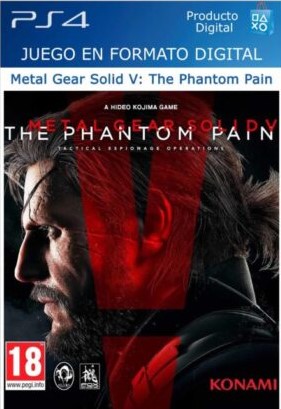 PS4
Producto
Digital
JUEGO EN FORMATO DIGITAL
Metal Gear Solid V: The Phantom Pain
A HIDEO KOJIMA GAME
METAL GEAR SOLID V
THE PHANTOM PAIN
TACTICAL ESPIONAGE OPERATIONS
18
www.pegi.info
KONAMI